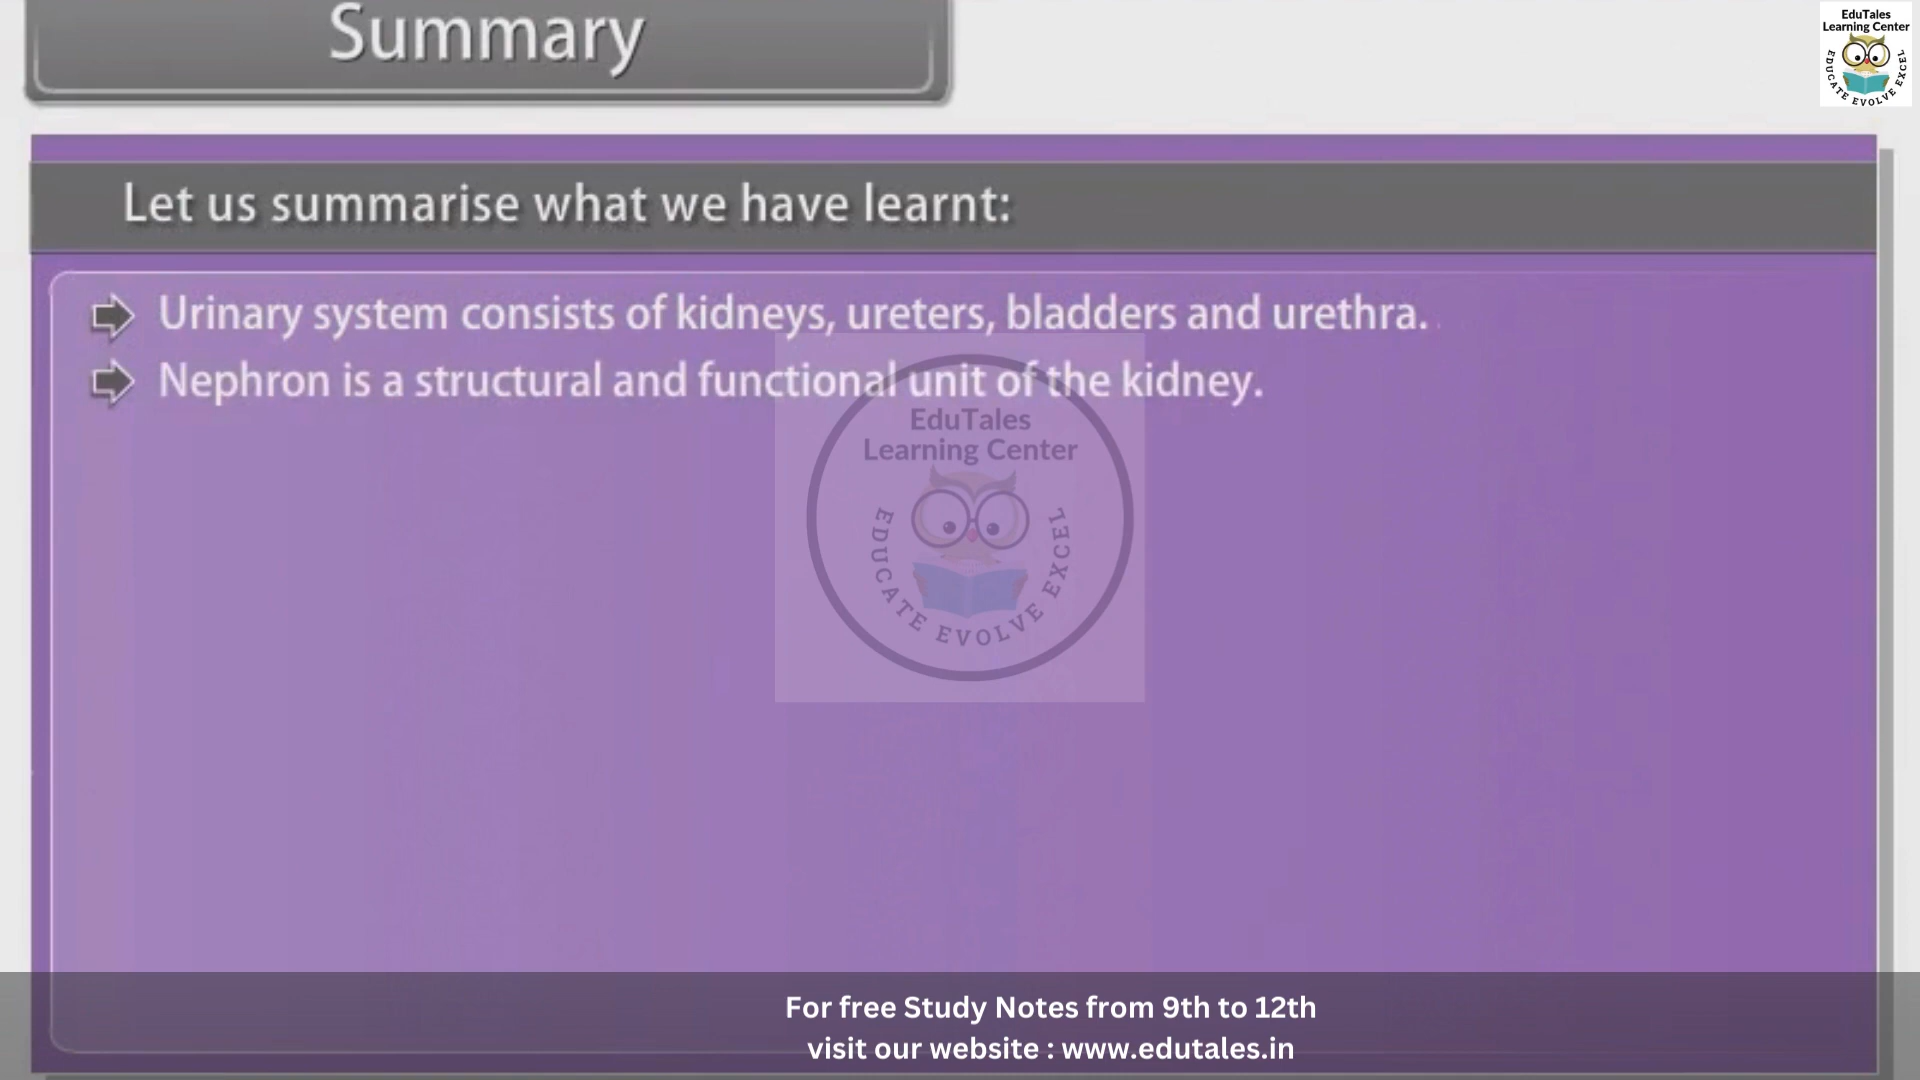 Summary
EduTales
Learning Center
EDUCATE EVOLVE EXCEL
Let us summarise what we have learnt:
Urinary system consists of kidneys, ureters, bladders and urethra.
Nephron is a structural and functional unit of the kidney.
EduTales
Learning Center
EDUCATE EVOLVE EXCEL
For free Study Notes from 9th to 12th
visit our website : www.edutales.in